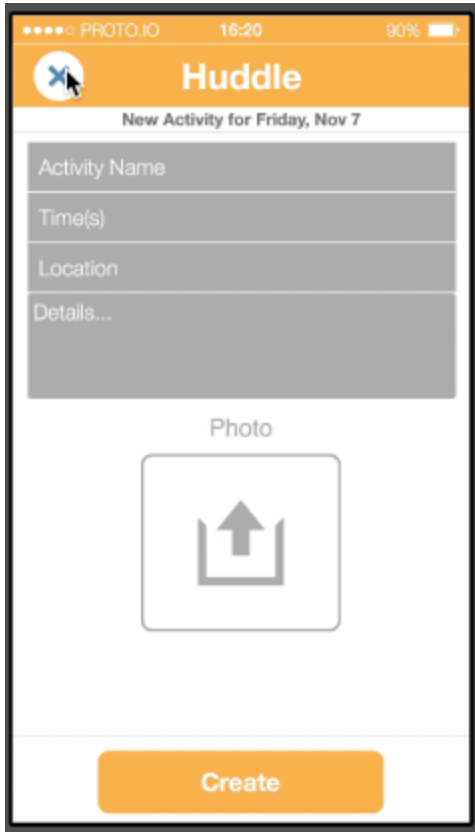 PROTO.IO 16:20 90%
Huddle
New Activity for Friday, Nov 7
Activity Name
Time(s)
Location
Details...
Photo
Create